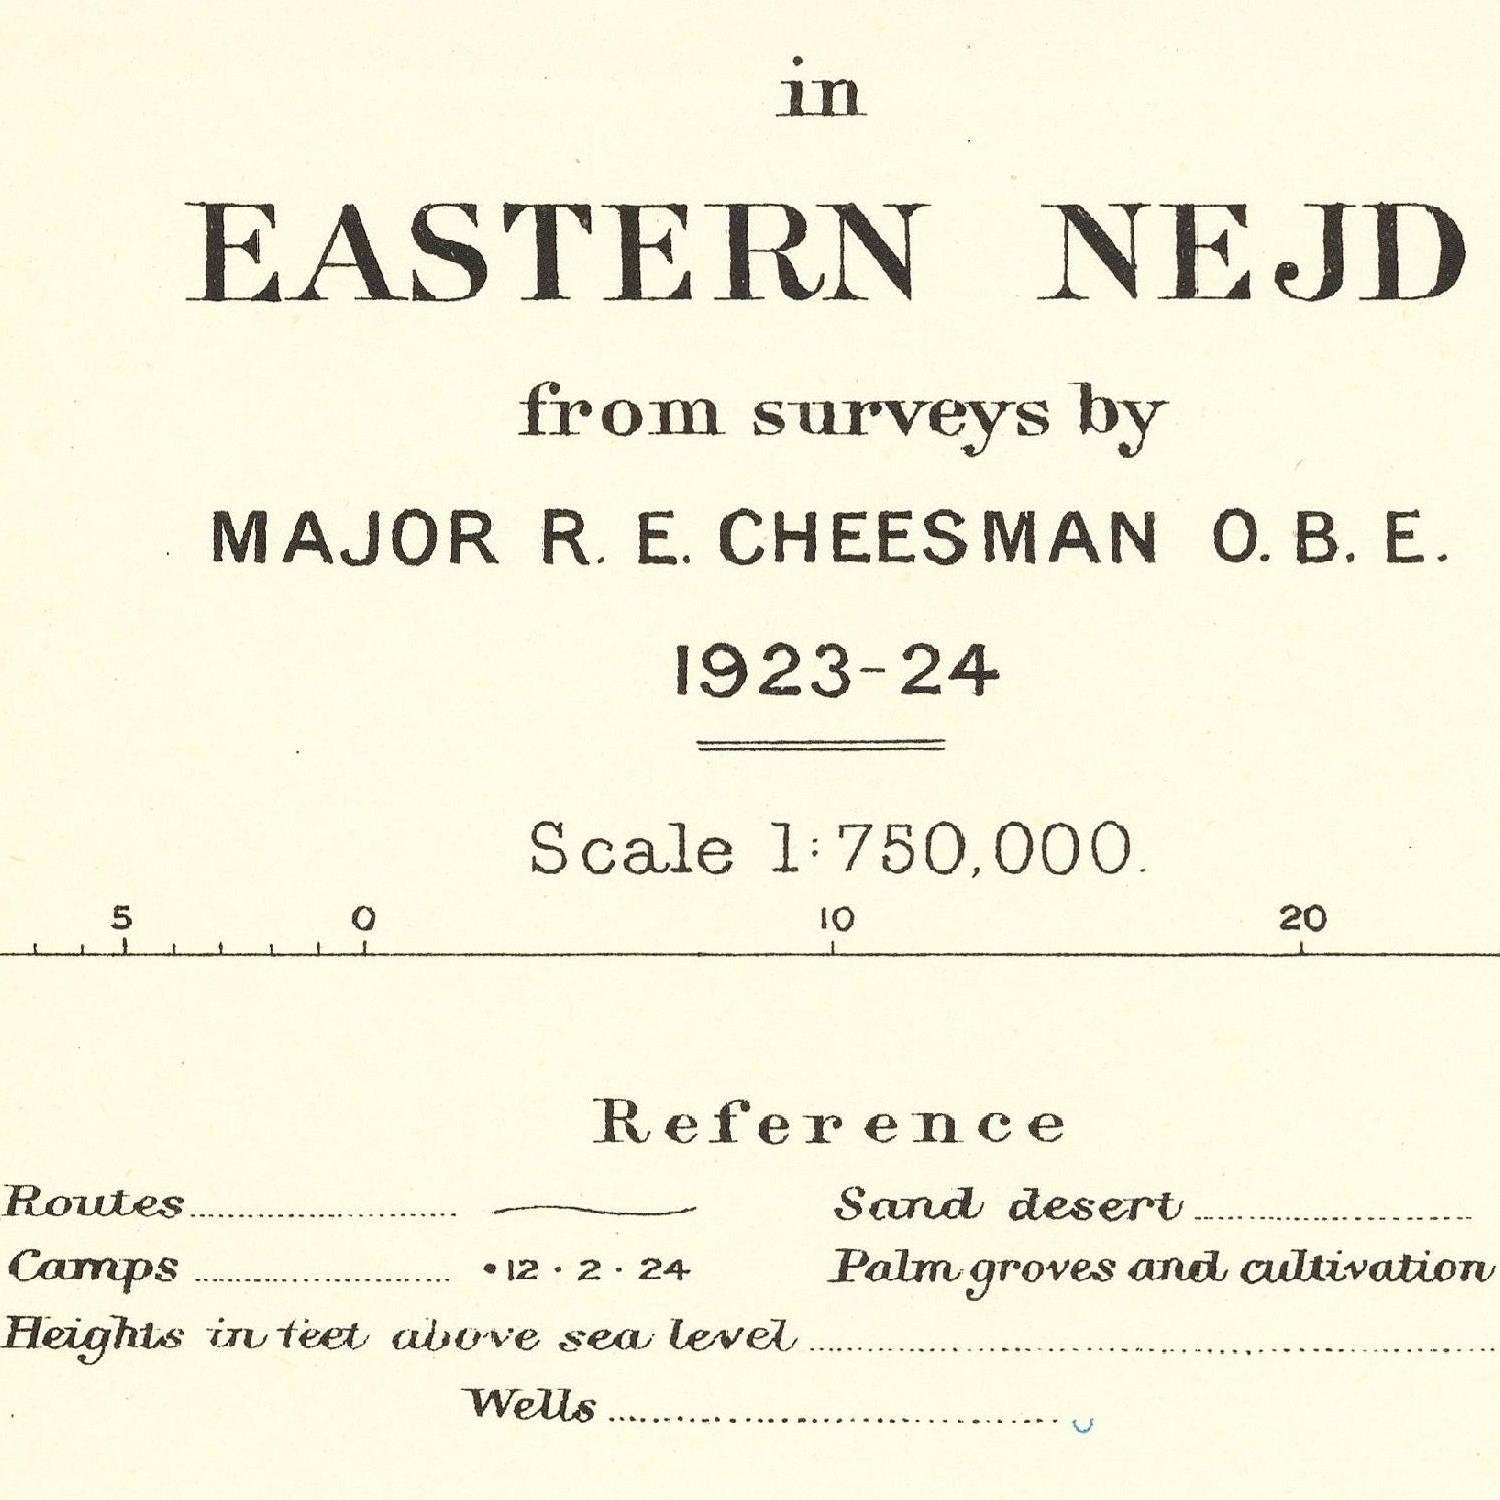 in
EASTERN NEJD
from surveys by
MAJOR R. E. CHEESMAN O. B. E.
1923-24
Scale 1:750,000.
5 0 10 20
Reference
Routes Sand desert
Camps •12·2·24 Palm groves and cultivation
Heights in feet above sea level
Wells